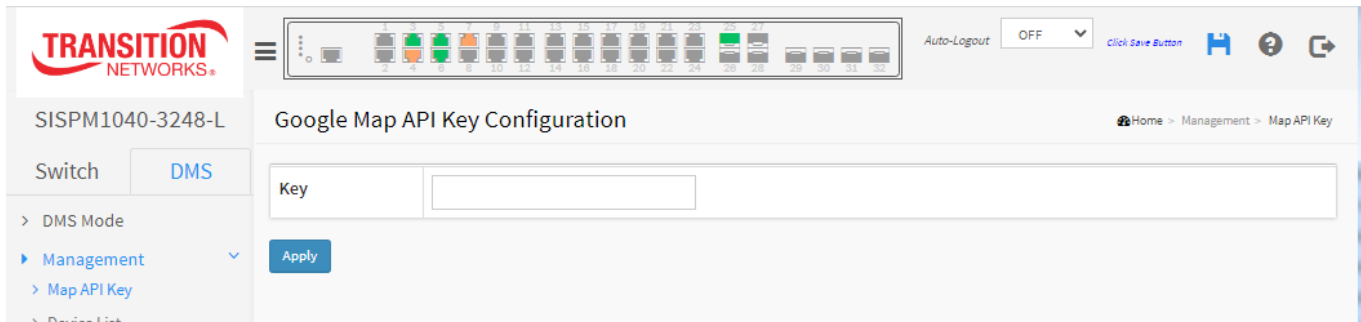 TRANSITION
NETWORKS®
1 3 5 7 9 11 13 15 17 19 21 23 25 27
2 4 6 8 10 12 14 16 18 20 22 24 26 28 29 30 31 32
Auto-Logout OFF Click Save Button
SISPM1040-3248-L
Google Map API Key Configuration
Home > Management > Map API Key
Switch DMS
Key
> DMS Mode
Management
Apply
> Map API Key
> Device List